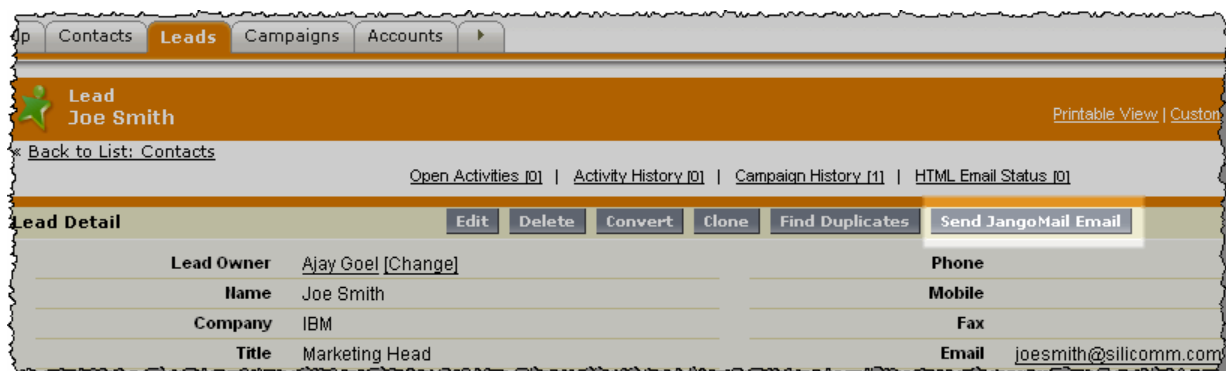 Contacts Leads Campaigns Accounts
Lead
Joe Smith
Printable View | Custom
« Back to List: Contacts
Open Activities [0] | Activity History [0] | Campaign History [1] | HTML Email Status [0]
Lead Detail Edit Delete Convert Clone Find Duplicates Send JangoMail Email
Lead Owner Ajay Goel [Change] Phone
Name Joe Smith Mobile
Company IBM Fax
Title Marketing Head Email joesmith@silicomm.com